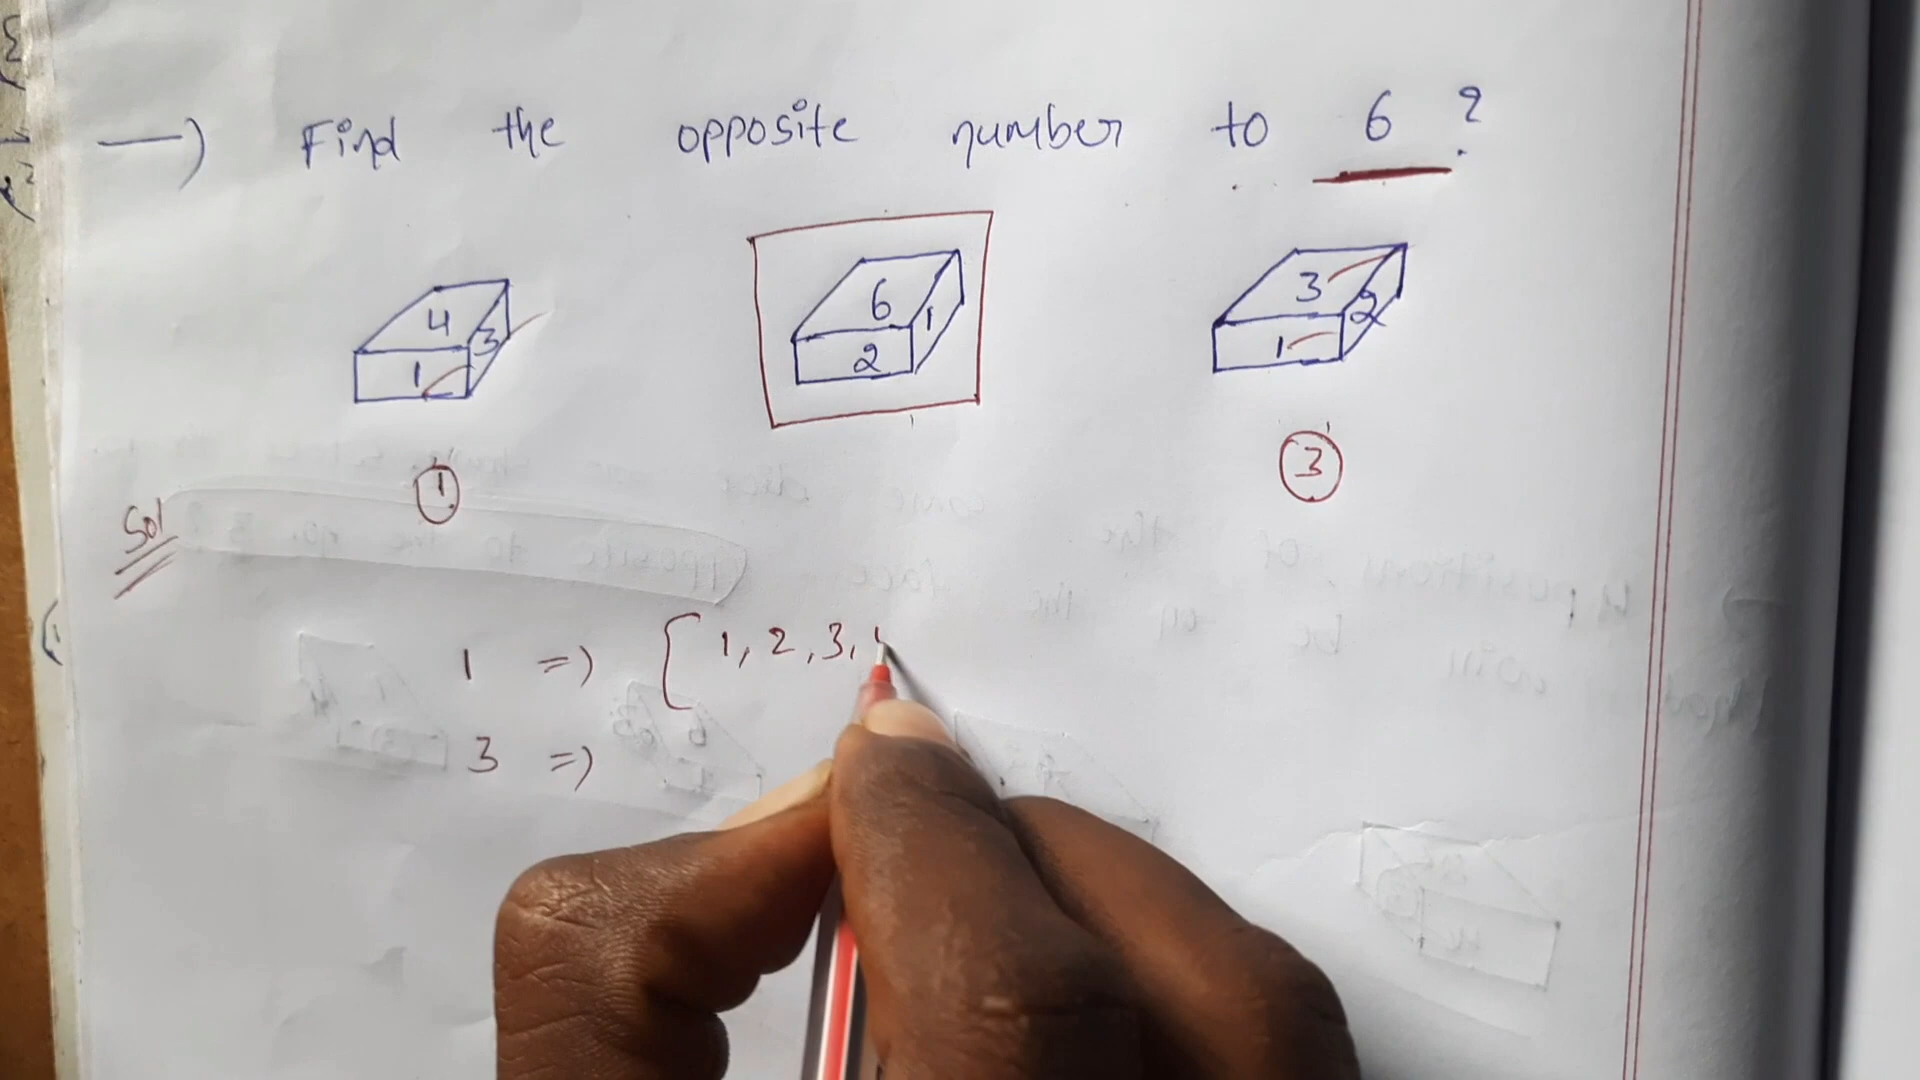 —) Find the opposite number to 6 ?
4 3 1
6 1 2
3 2 1
1 3
Sol
1 => [ 1, 2, 3,
3 =>